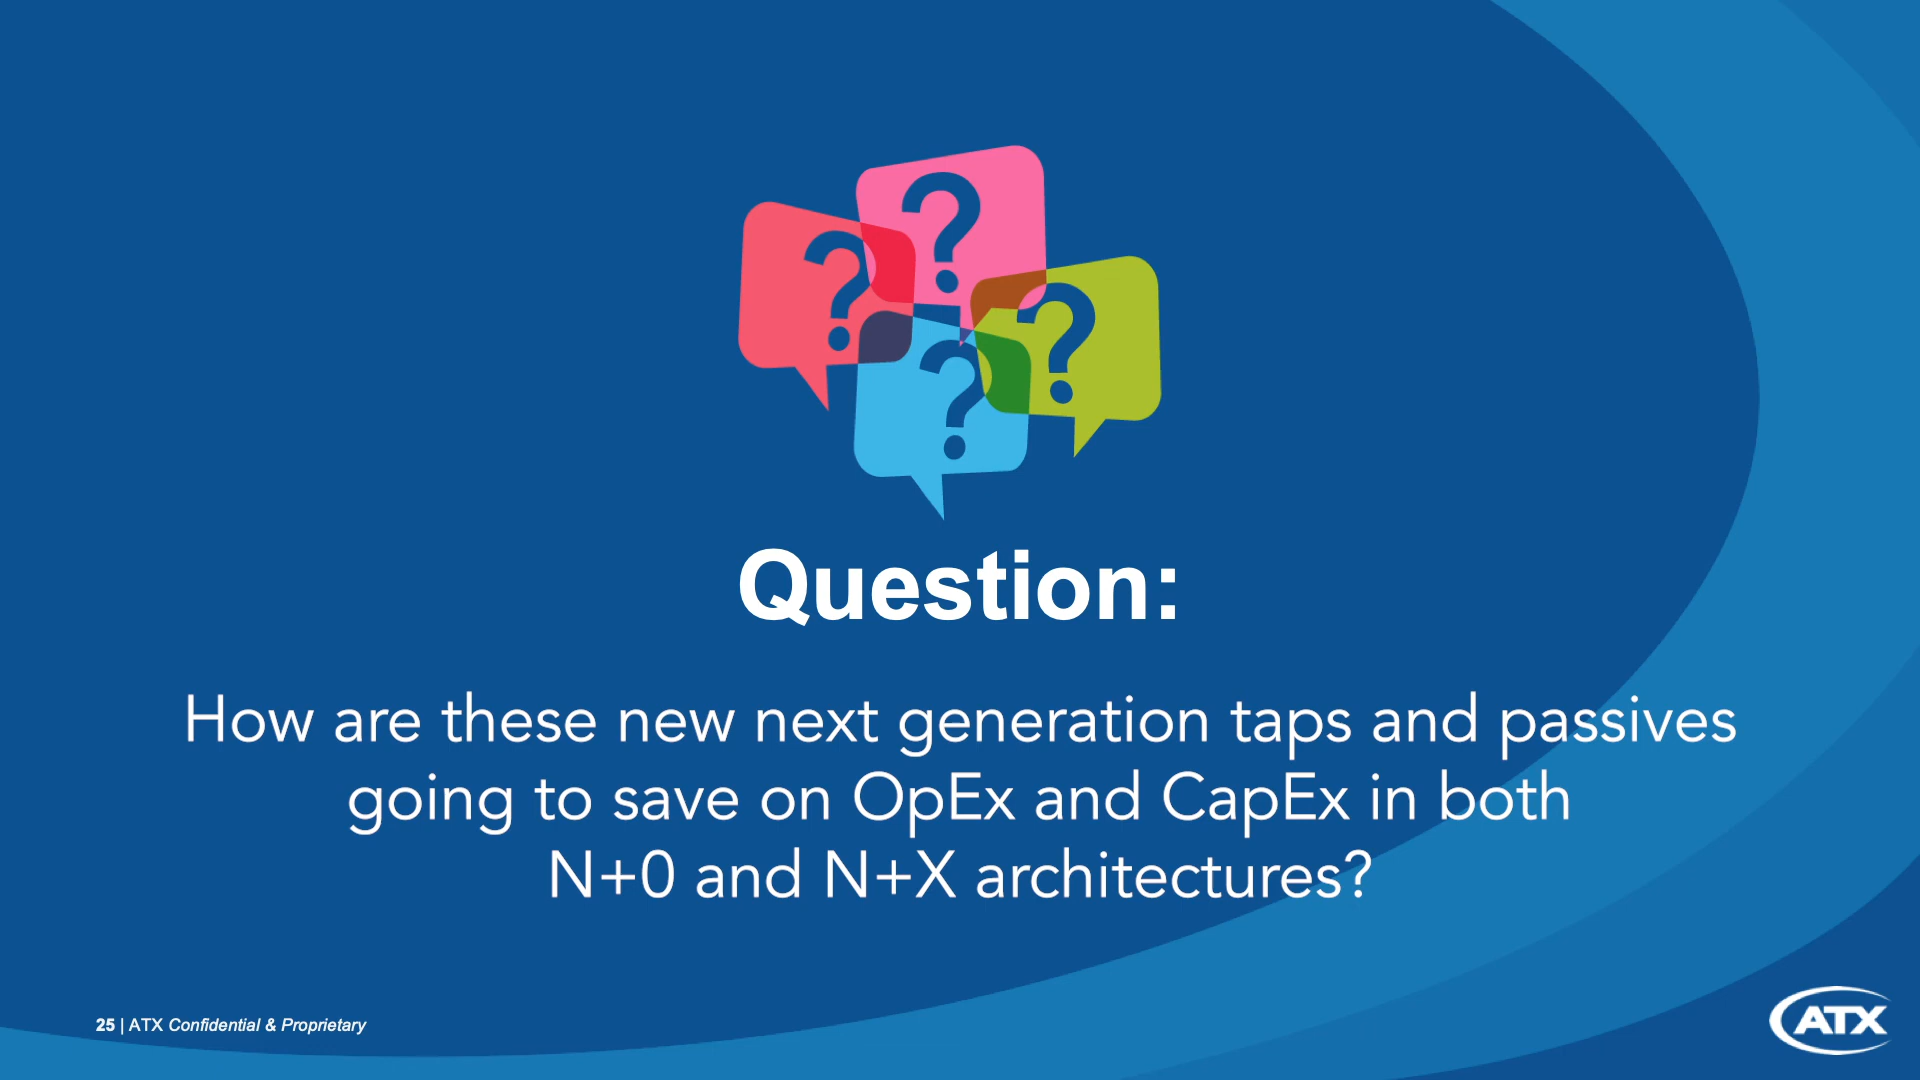 ? ? ? ?
Question:
How are these new next generation taps and passives
going to save on OpEx and CapEx in both
N+0 and N+X architectures?
25 | ATX Confidential & Proprietary
ATX